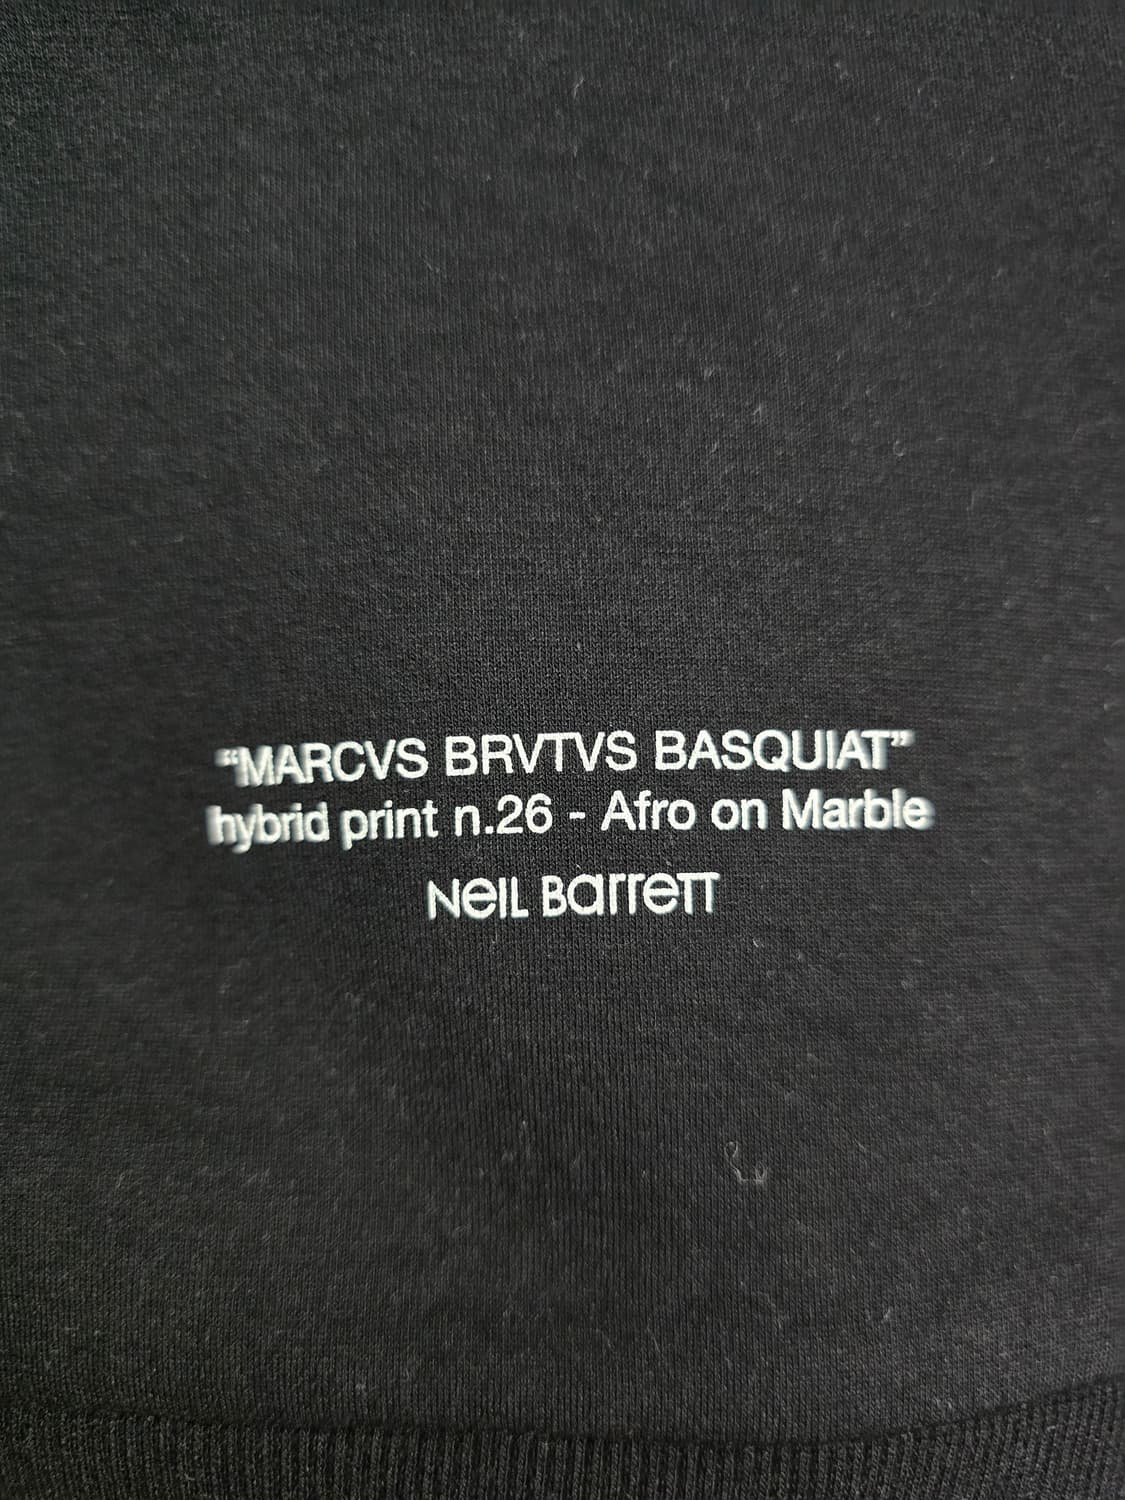 “MARCVS BRVTVS BASQUIAT”
hybrid print n.26 - Afro on Marble
NeIL BarreTT